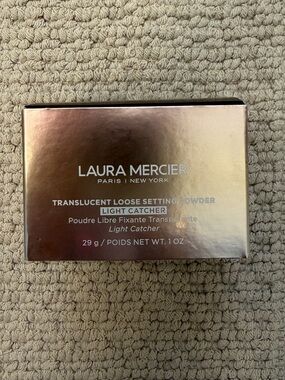 LAURA MERCIER
PARIS | NEW YORK
TRANSLUCENT LOOSE SETTING POWDER
LIGHT CATCHER
Poudre Libre Fixante Transparente
Light Catcher
29 g / POIDS NET WT. 1 OZ